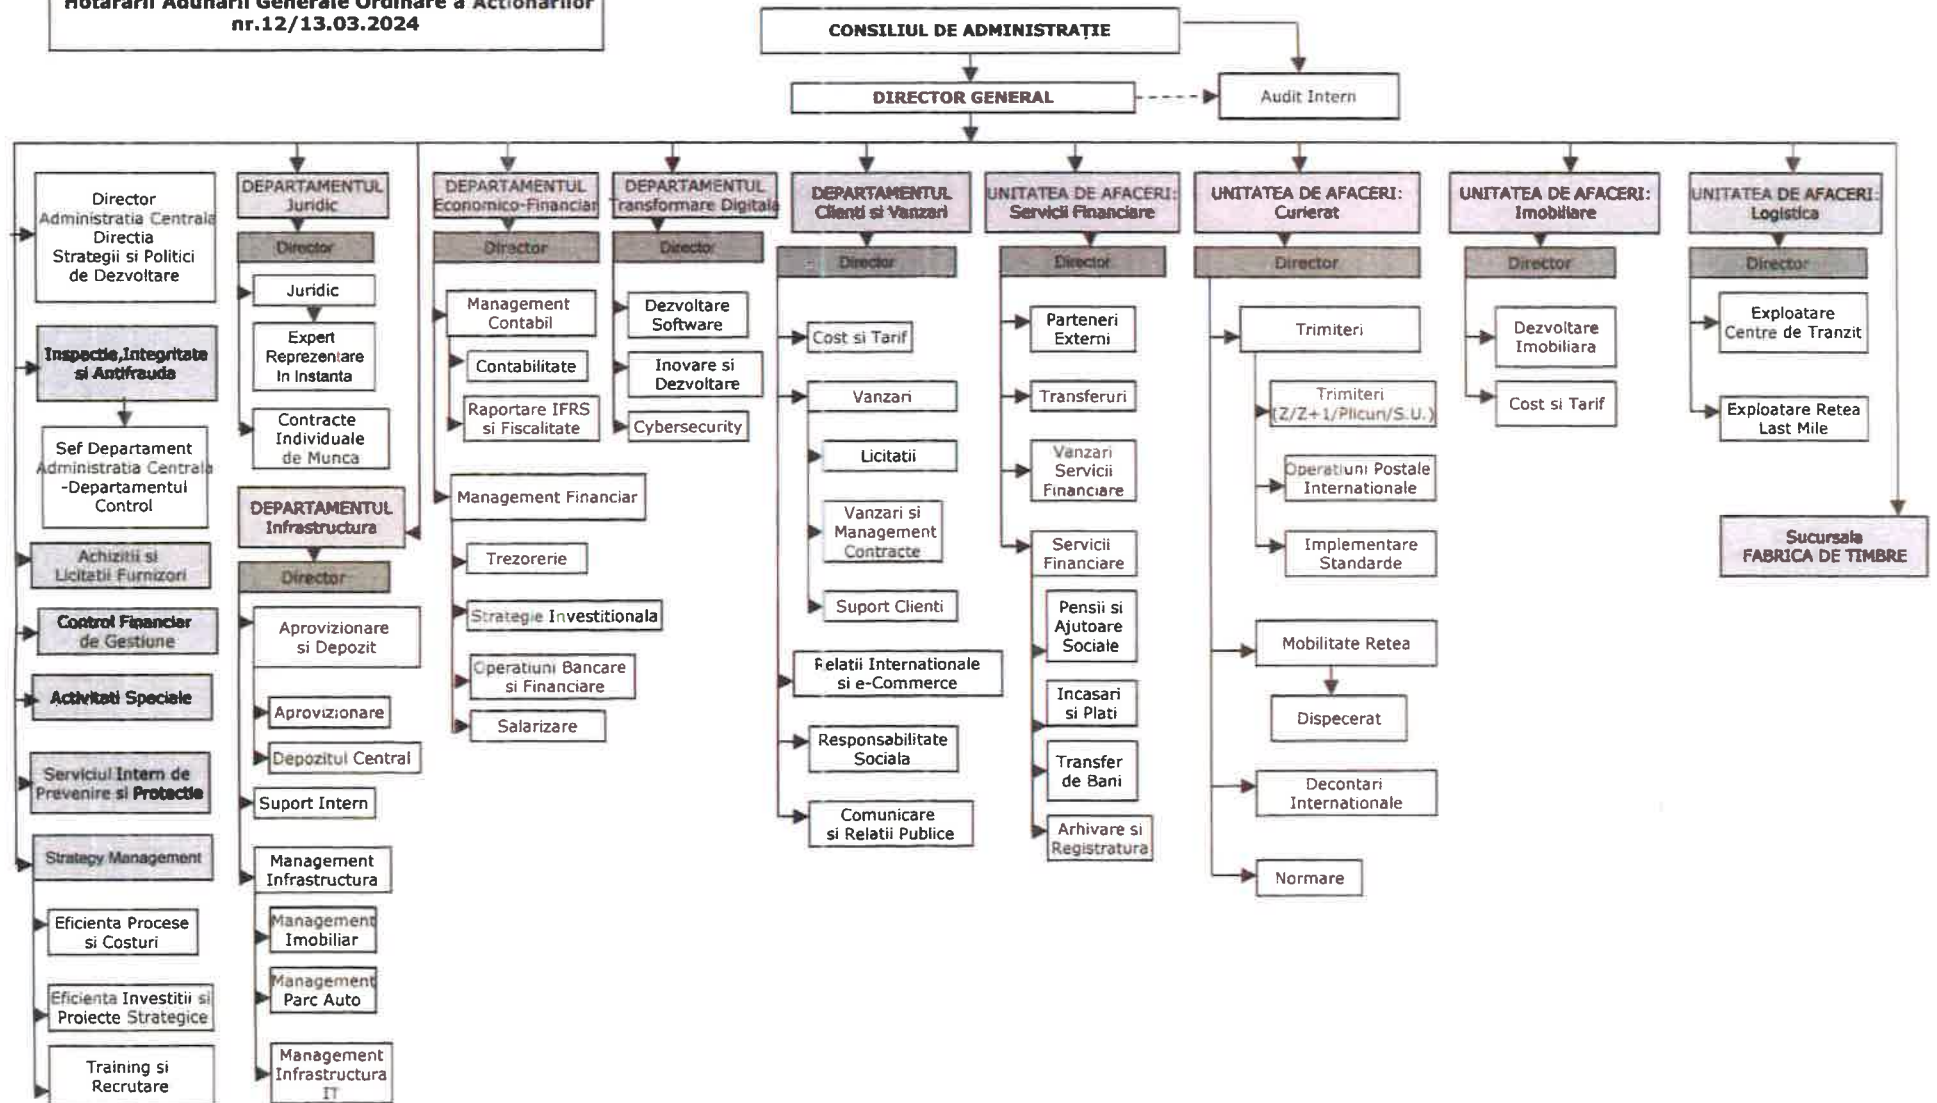 Hotararii Adunarii Generale Ordinare a Actionarilor
nr.12/13.03.2024
CONSILIUL DE ADMINISTRAȚIE
DIRECTOR GENERAL
Audit Intern
Director
Administratia Centrala
Directia
Strategii si Politici
de Dezvoltare
Inspectie,Integritate
si Antifrauda
Sef Departament
Administratia Centrala
-Departamentul
Control
Achizitii si
Licitatii Furnizori
Control Financiar
de Gestiune
Activitati Speciale
Serviciul Intern de
Prevenire si Protectie
Strategy Management
Eficienta Procese
si Costuri
Eficienta Investitii si
Proiecte Strategice
Training si
Recrutare
DEPARTAMENTUL
Juridic
Director
Juridic
Expert
Reprezentare
In Instanta
Contracte
Individuale
de Munca
DEPARTAMENTUL
Infrastructura
Director
Aprovizionare
si Depozit
Aprovizionare
Depozitul Central
Suport Intern
Management
Infrastructura
Management
Imobiliar
Management
Parc Auto
Management
Infrastructura
IT
DEPARTAMENTUL
Economico-Financiar
Director
Management
Contabil
Contabilitate
Raportare IFRS
si Fiscalitate
Management Financiar
Trezorerie
Strategie Investitionala
Operatiuni Bancare
si Financiare
Salarizare
DEPARTAMENTUL
Transformare Digitala
Director
Dezvoltare
Software
Inovare si
Dezvoltare
Cybersecurity
DEPARTAMENTUL
Clienti si Vanzari
Director
Cost si Tarif
Vanzari
Licitatii
Vanzari si
Management
Contracte
Suport Clienti
Relatii Internationale
si e-Commerce
Responsabilitate
Sociala
Comunicare
si Relatii Publice
UNITATEA DE AFACERI:
Servicii Financiare
Director
Parteneri
Externi
Transferuri
Vanzari
Servicii
Financiare
Servicii
Financiare
Pensii si
Ajutoare
Sociale
Incasari
si Plati
Transfer
de Bani
Arhivare si
Registratura
UNITATEA DE AFACERI:
Curierat
Director
Trimiteri
Trimiteri
(Z/Z+1/Plicuri/S.U.)
Operatiuni Postale
Internationale
Implementare
Standarde
Mobilitate Retea
Dispecerat
Decontari
Internationale
Normare
UNITATEA DE AFACERI:
Imobiliare
Director
Dezvoltare
Imobiliara
Cost si Tarif
UNITATEA DE AFACERI:
Logistica
Director
Exploatare
Centre de Tranzit
Exploatare Retea
Last Mile
Sucursala
FABRICA DE TIMBRE